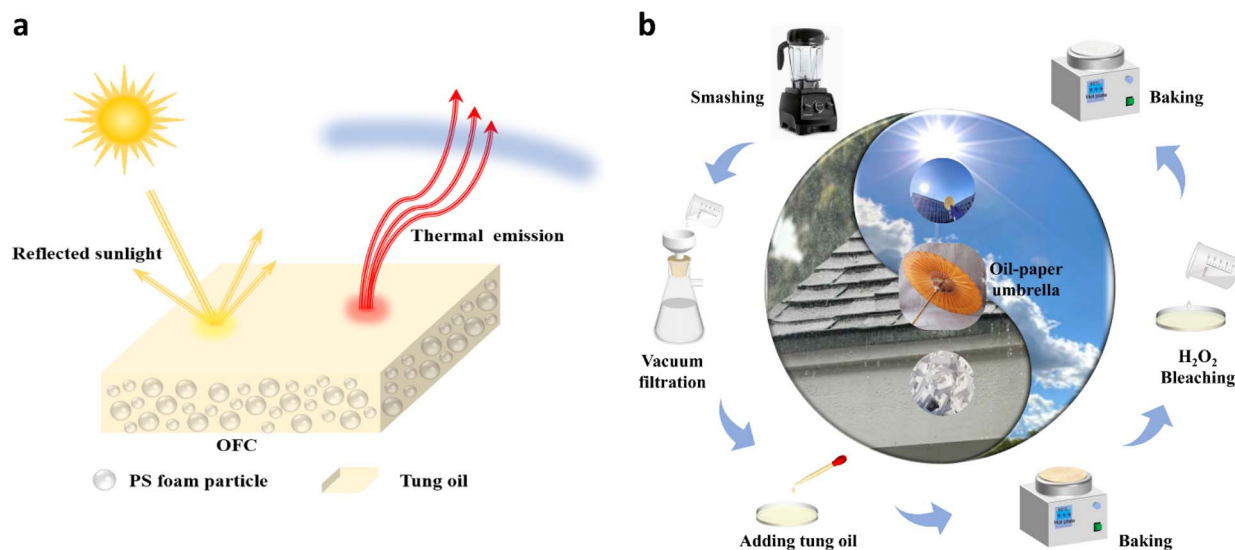 a
Reflected sunlight
Thermal emission
OFC
PS foam particle
Tung oil
b
Smashing
Baking
Oil-paper
umbrella
Vacuum
filtration
H₂O₂
Bleaching
Adding tung oil
Baking